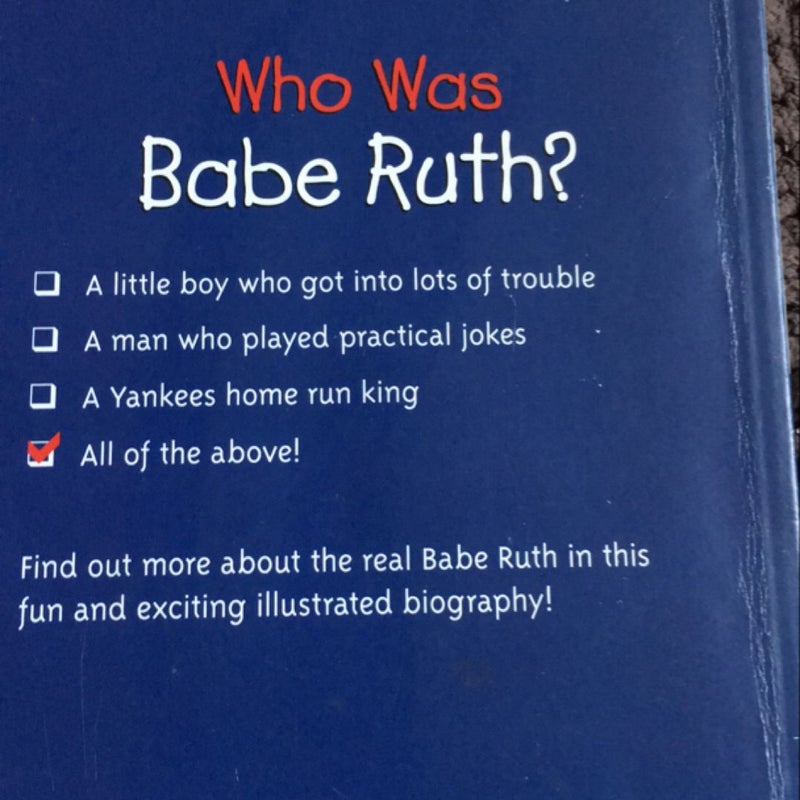 Who Was
Babe Ruth?
A little boy who got into lots of trouble
A man who played practical jokes
A Yankees home run king
All of the above!
Find out more about the real Babe Ruth in this
fun and exciting illustrated biography!